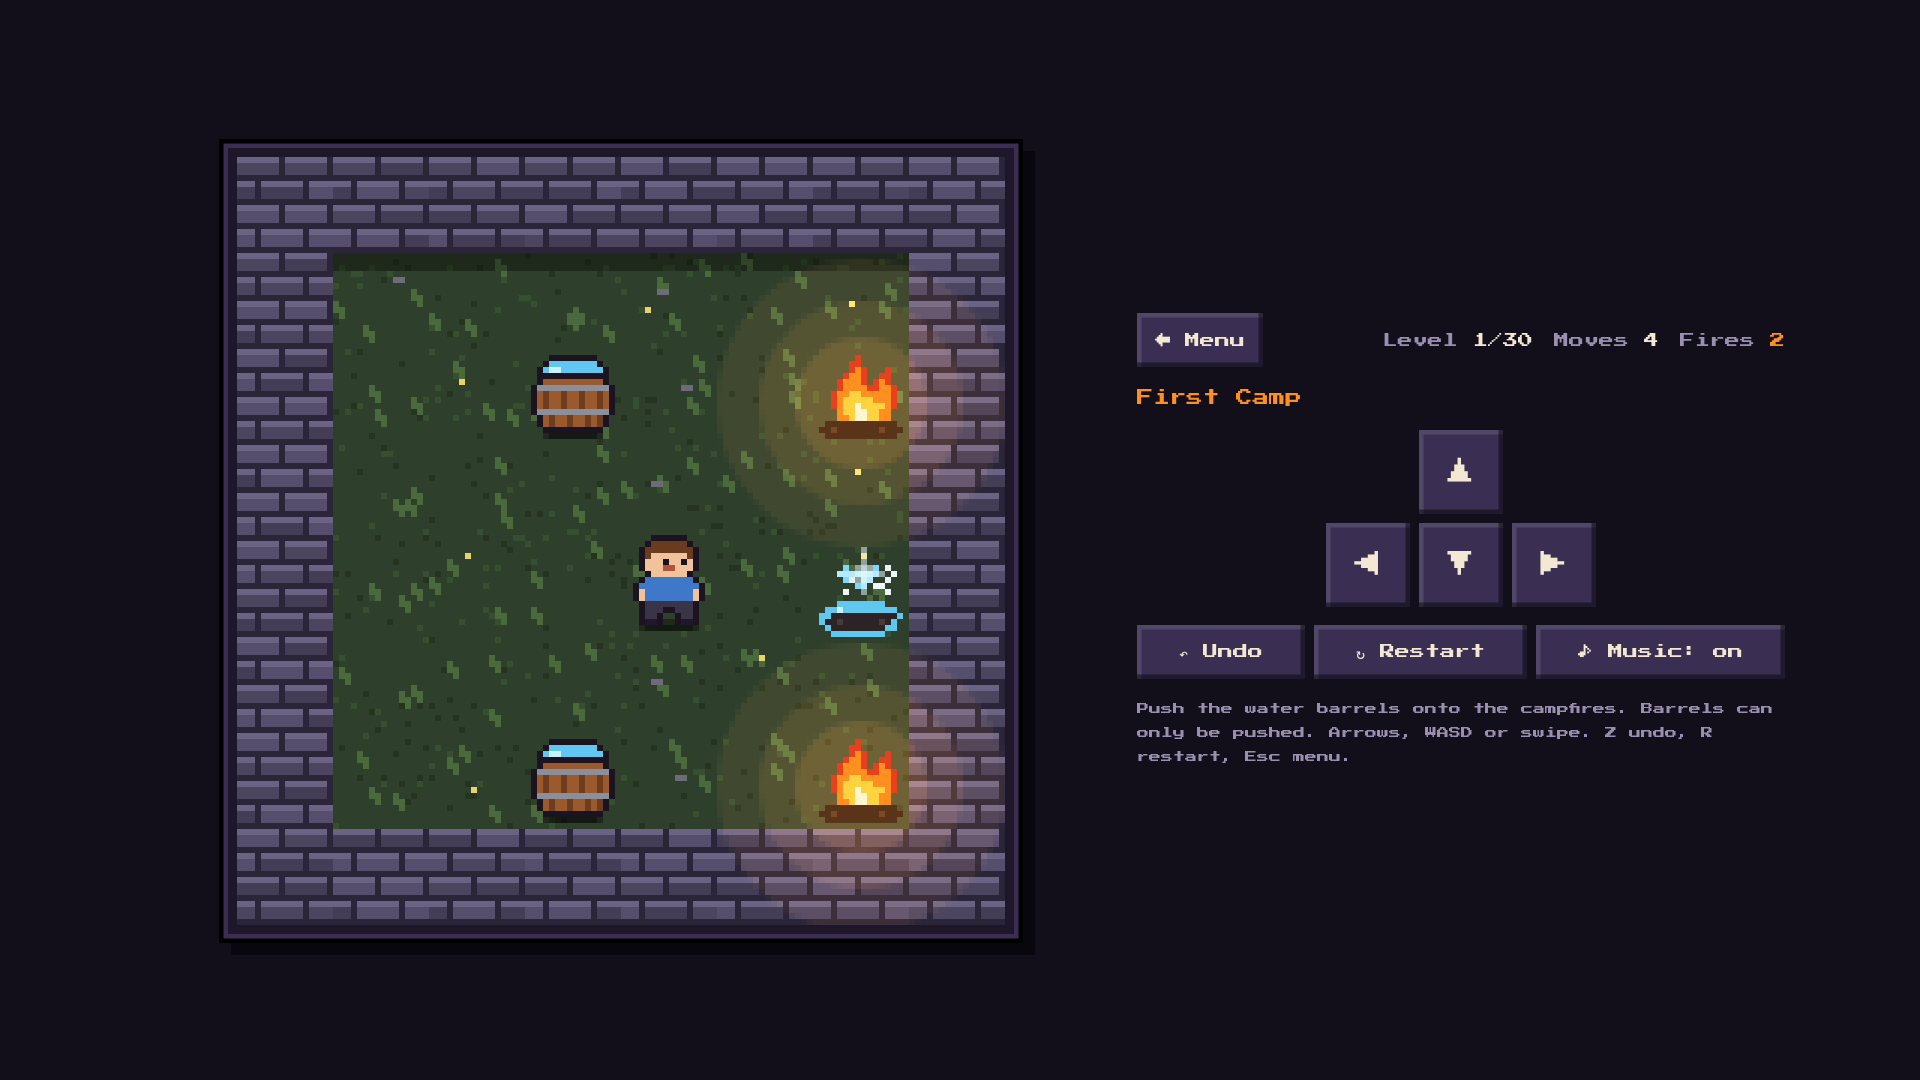 Menu
Level 1/30 Moves 4 Fires 2
First Camp
Undo
Restart
Music: on
Push the water barrels onto the campfires. Barrels can
only be pushed. Arrows, WASD or swipe. Z undo, R
restart, Esc menu.